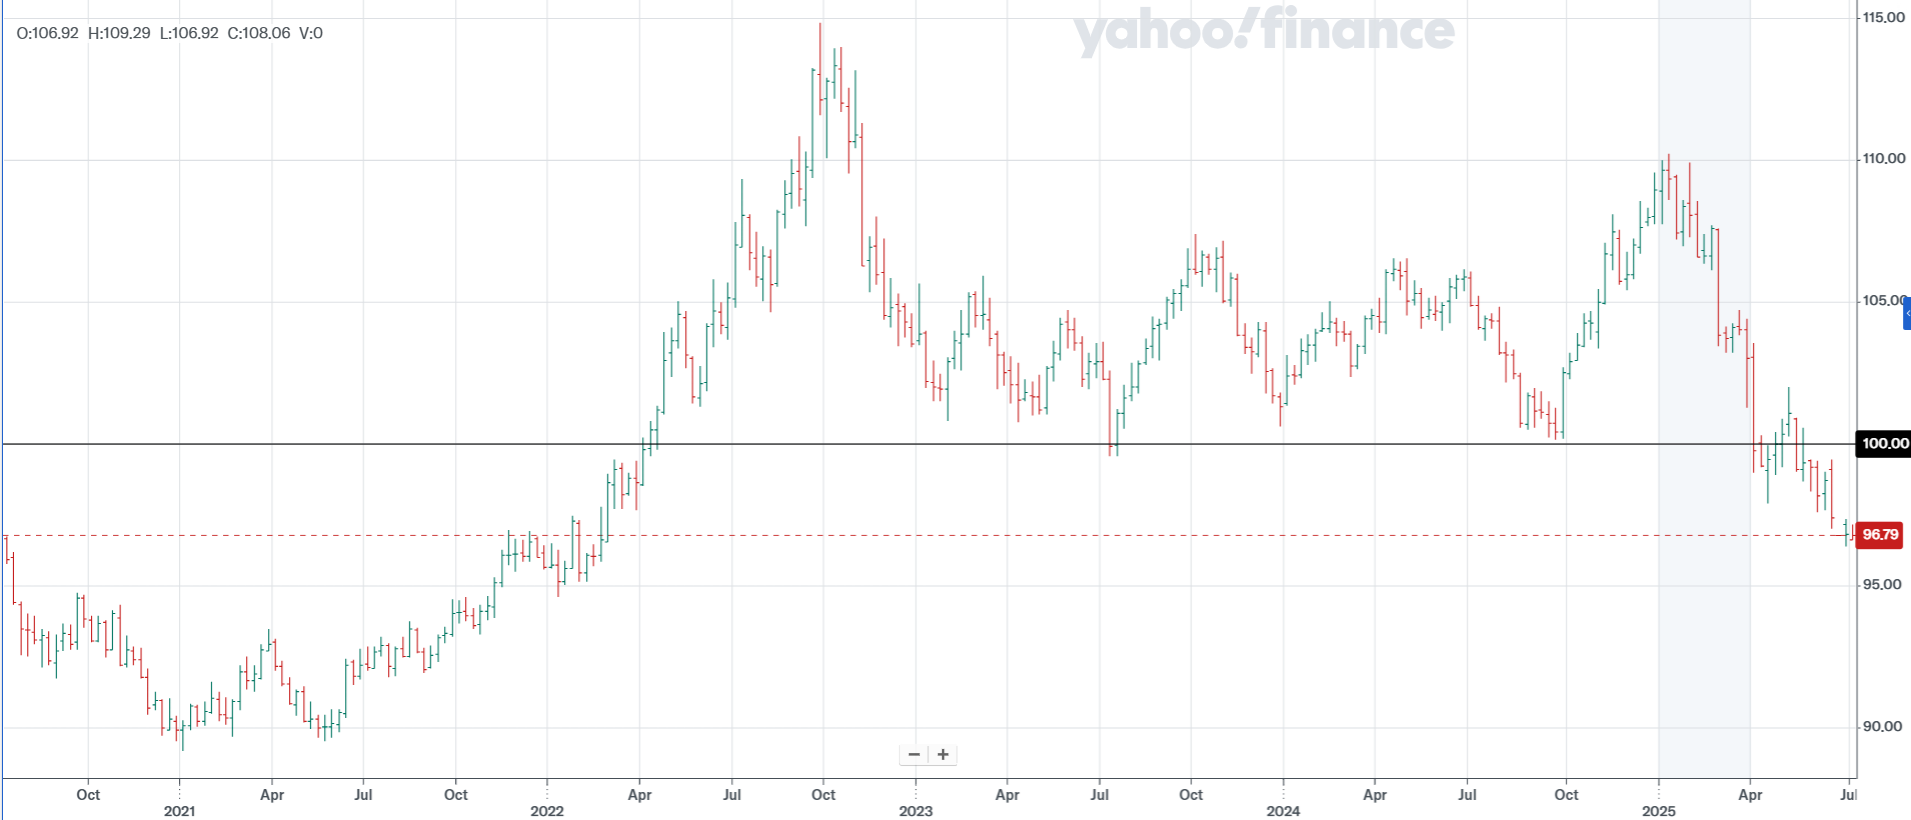 yahoo!finance
O:106.92 H:109.29 L:106.92 C:108.06 V:0
115.00
110.00
105.00
100.00
96.79
95.00
90.00
− +
Oct 2021 Apr Jul Oct 2022 Apr Jul Oct 2023 Apr Jul Oct 2024 Apr Jul Oct 2025 Apr Jul